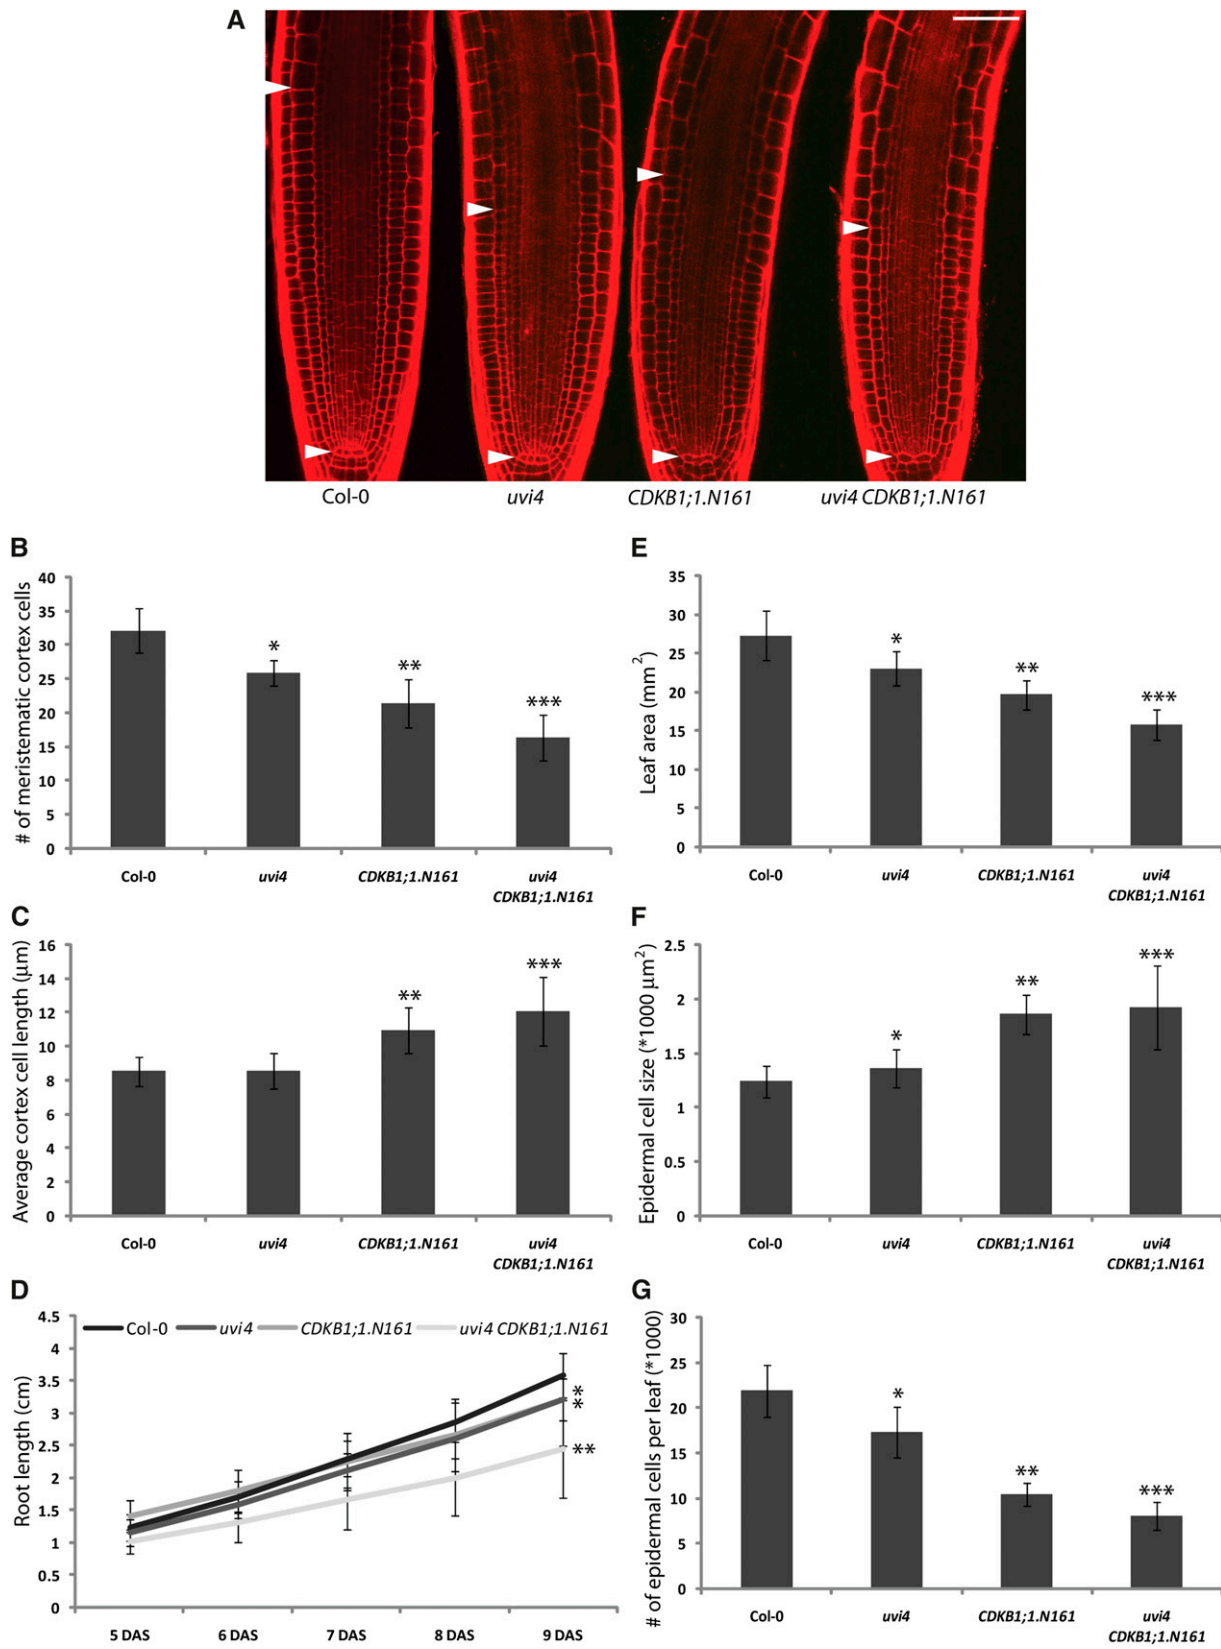 A
Col-0 uvi4 CDKB1;1.N161 uvi4 CDKB1;1.N161
B
# of meristematic cortex cells
40
35
30
25
20
15
10
5
0
* ** ***
Col-0 uvi4 CDKB1;1.N161 uvi4
CDKB1;1.N161
C
Average cortex cell length (μm)
16
14
12
10
8
6
4
2
0
** ***
Col-0 uvi4 CDKB1;1.N161 uvi4
CDKB1;1.N161
D
Root length (cm)
4.5
4
3.5
3
2.5
2
1.5
1
0.5
0
Col-0 uvi4 CDKB1;1.N161 uvi4 CDKB1;1.N161
*
*
**
5 DAS 6 DAS 7 DAS 8 DAS 9 DAS
E
Leaf area (mm²)
35
30
25
20
15
10
5
0
* ** ***
Col-0 uvi4 CDKB1;1.N161 uvi4
CDKB1;1.N161
F
Epidermal cell size (*1000 μm²)
2.5
2
1.5
1
0.5
0
* ** ***
Col-0 uvi4 CDKB1;1.N161 uvi4
CDKB1;1.N161
G
# of epidermal cells per leaf (*1000)
30
25
20
15
10
5
0
* ** ***
Col-0 uvi4 CDKB1;1.N161 uvi4
CDKB1;1.N161